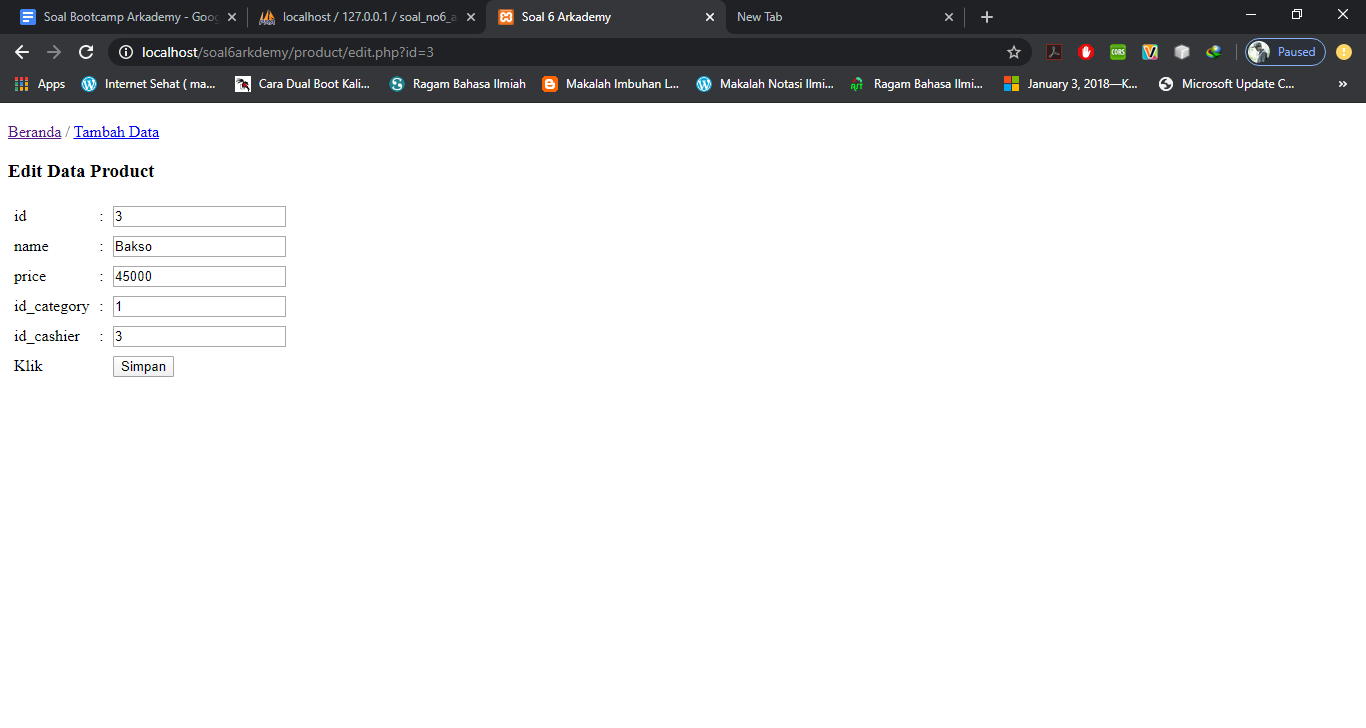 Soal Bootcamp Arkademy - Goog
localhost / 127.0.0.1 / soal_no6_a
Soal 6 Arkademy
New Tab
localhost/soal6arkdemy/product/edit.php?id=3
CORS
Paused
Apps
Internet Sehat ( ma...
Cara Dual Boot Kali...
Ragam Bahasa Ilmiah
Makalah Imbuhan L...
Makalah Notasi Ilmi...
Ragam Bahasa Ilmi...
January 3, 2018—K...
Microsoft Update C...
»
Beranda / Tambah Data
Edit Data Product
id : 3
name : Bakso
price : 45000
id_category : 1
id_cashier : 3
Klik Simpan